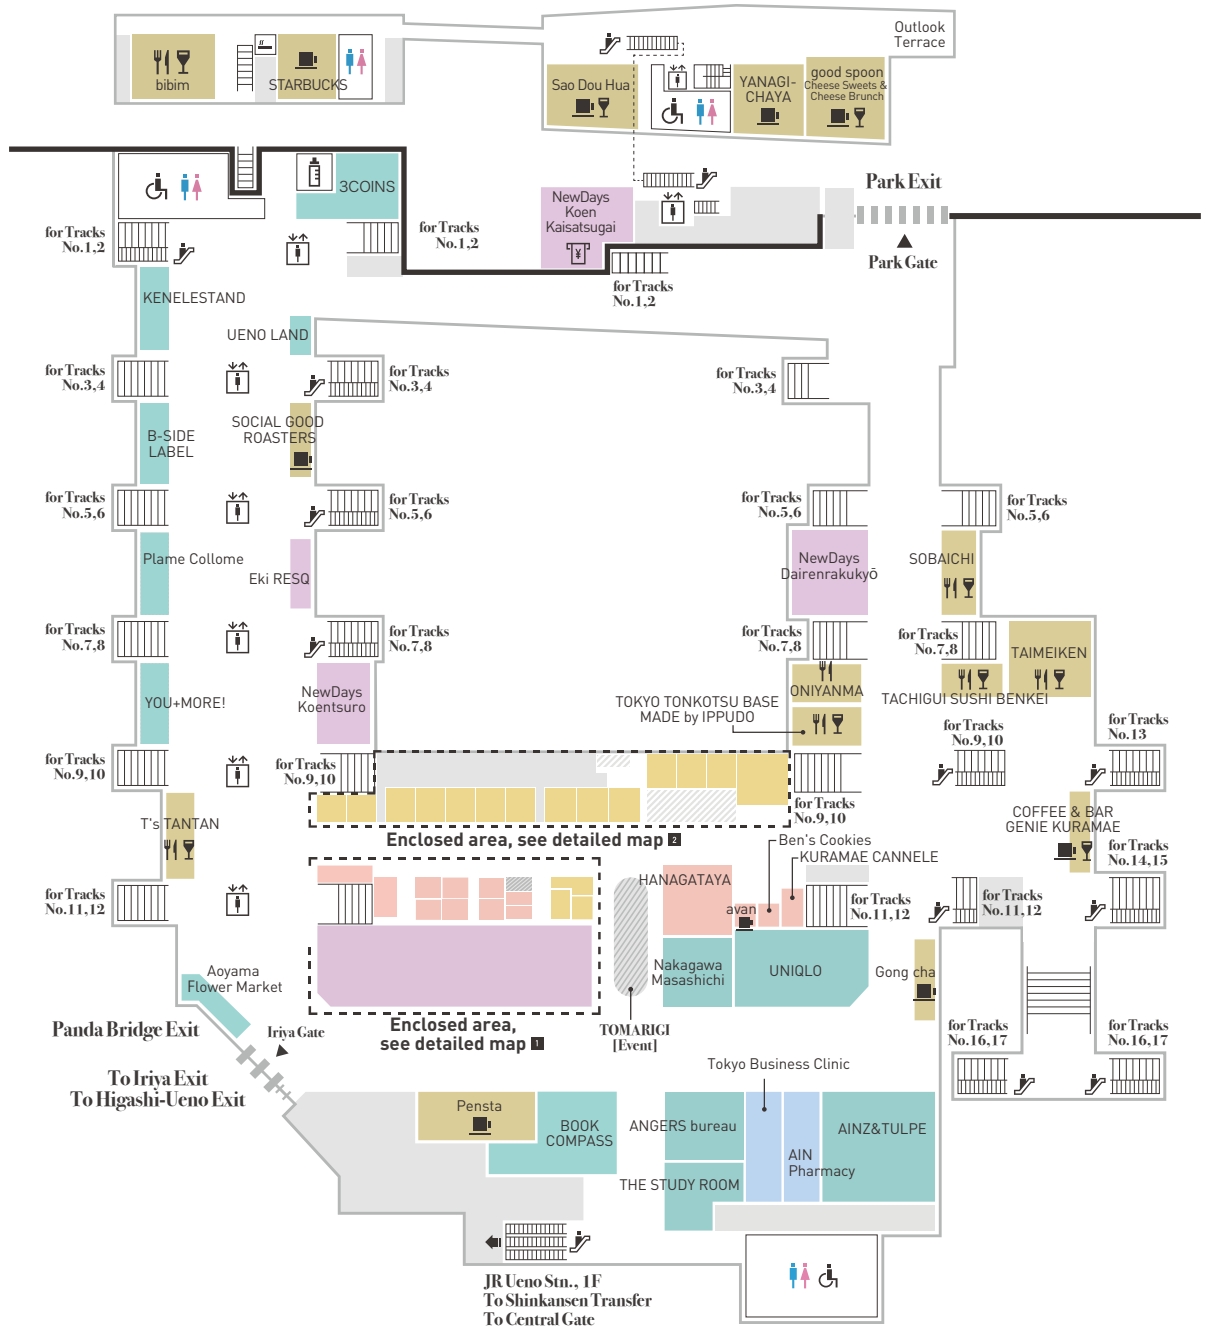 Outlook
Terrace
bibim
STARBUCKS
Sao Dou Hua
YANAGI-
CHAYA
good spoon
Cheese Sweets &
Cheese Brunch
3COINS
NewDays
Koen
Kaisatsugai
¥
Park Exit
Park Gate
for Tracks
No.1,2
for Tracks
No.1,2
for Tracks
No.1,2
KENELESTAND
UENO LAND
for Tracks
No.3,4
for Tracks
No.3,4
for Tracks
No.3,4
B-SIDE
LABEL
SOCIAL GOOD
ROASTERS
for Tracks
No.5,6
for Tracks
No.5,6
for Tracks
No.5,6
for Tracks
No.5,6
Plame Collome
Eki RESQ
NewDays
Dairenrakukyō
SOBAICHI
for Tracks
No.7,8
for Tracks
No.7,8
for Tracks
No.7,8
for Tracks
No.7,8
TAIMEIKEN
YOU+MORE!
NewDays
Koentsuro
TOKYO TONKOTSU BASE
MADE by IPPUDO
ONIYANMA
TACHIGUI SUSHI BENKEI
for Tracks
No.9,10
for Tracks
No.9,10
for Tracks
No.9,10
for Tracks
No.9,10
for Tracks
No.13
T's TANTAN
Enclosed area, see detailed map 2
COFFEE & BAR
GENIE KURAMAE
Ben's Cookies
KURAMAE CANNELE
for Tracks
No.14,15
HANAGATAYA
avan
for Tracks
No.11,12
for Tracks
No.11,12
for Tracks
No.11,12
Aoyama
Flower Market
Nakagawa
Masashichi
UNIQLO
Gong cha
Panda Bridge Exit
Iriya Gate
Enclosed area,
see detailed map 1
TOMARIGI
[Event]
for Tracks
No.16,17
for Tracks
No.16,17
To Iriya Exit
To Higashi-Ueno Exit
Tokyo Business Clinic
Pensta
BOOK
COMPASS
ANGERS bureau
AINZ&TULPE
AIN
Pharmacy
THE STUDY ROOM
JR Ueno Stn., 1F
To Shinkansen Transfer
To Central Gate